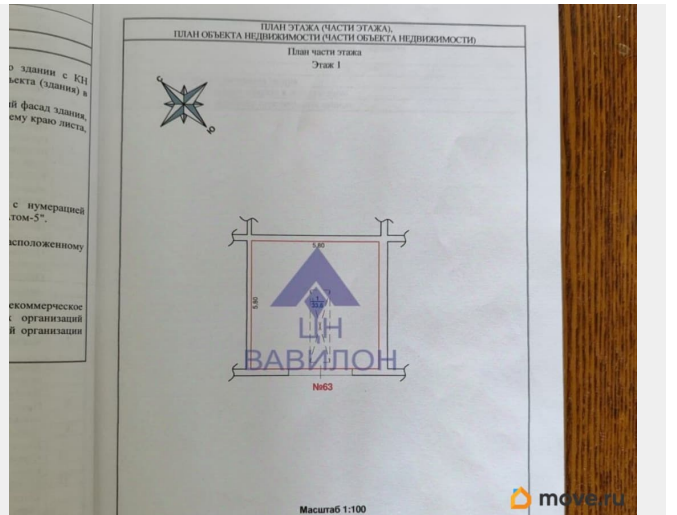 о здании с КН
ъекта (здания) в
й фасад здания,
ему краю листа,
с нумерацией
том-5".
асположенному
екоммерческое
организаций
й организации
ПЛАН ЭТАЖА (ЧАСТИ ЭТАЖА),
ПЛАН ОБЪЕКТА НЕДВИЖИМОСТИ (ЧАСТИ ОБЪЕКТА НЕДВИЖИМОСТИ)
План части этажа
Этаж 1
С
Ю
5,80
5,80
1
ЦН
ВАВИЛОН
№63
Масштаб 1:100
move.ru